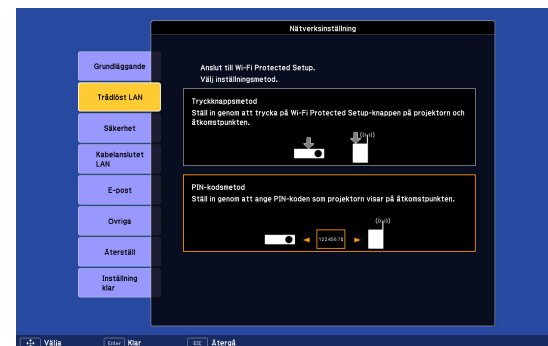 Nätverksinställning
Grundläggande
Trådlöst LAN
Säkerhet
Kabelanslutet
LAN
E-post
Övriga
Återställ
Inställning
klar
Anslut till Wi-Fi Protected Setup.
Välj inställningsmetod.
Tryckknappsmetod
Ställ in genom att trycka på Wi-Fi Protected Setup-knappen på projektorn och
åtkomstpunkten.
PIN-kodsmetod
Ställ in genom att ange PIN-koden som projektorn visar på åtkomstpunkten.
12345678
Välja Enter Klar ESC Återgå